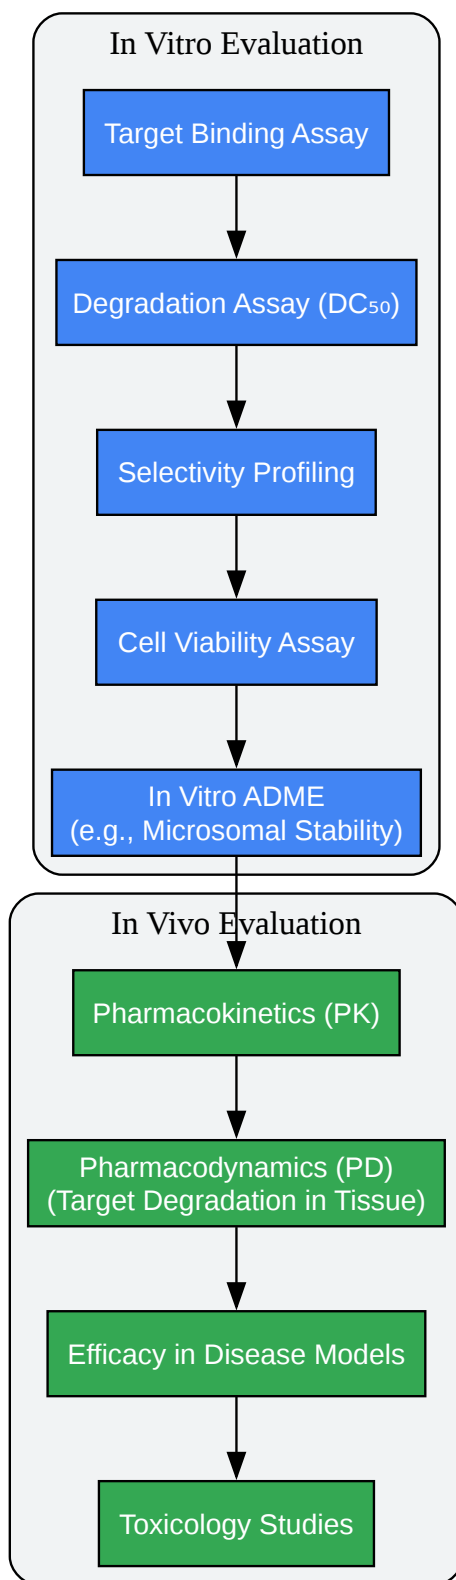 In Vitro Evaluation
Target Binding Assay
Degradation Assay (DC₅₀)
Selectivity Profiling
Cell Viability Assay
In Vitro ADME
(e.g., Microsomal Stability)
In Vivo Evaluation
Pharmacokinetics (PK)
Pharmacodynamics (PD)
(Target Degradation in Tissue)
Efficacy in Disease Models
Toxicology Studies